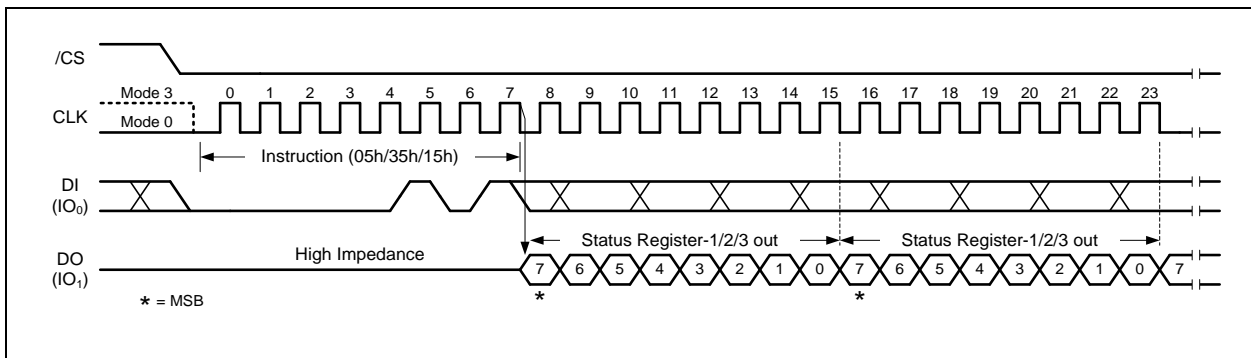 /CS
Mode 3
0 1 2 3 4 5 6 7 8 9 10 11 12 13 14 15 16 17 18 19 20 21 22 23
CLK
Mode 0
Instruction (05h/35h/15h)
DI
(IO₀)
High Impedance
Status Register-1/2/3 out Status Register-1/2/3 out
DO
(IO₁)
7 6 5 4 3 2 1 0 7 6 5 4 3 2 1 0 7
* *
* = MSB